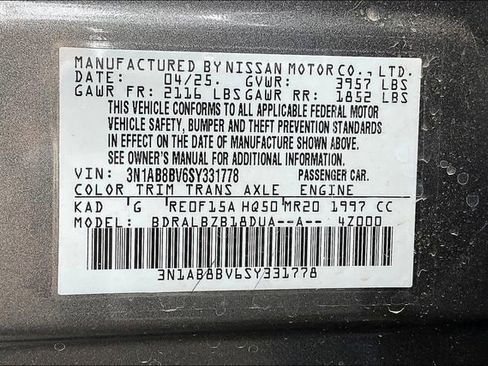 MANUFACTURED BY NISSAN MOTOR CO., LTD.
DATE: 04/25. GVWR: 3957 LBS
GAWR FR: 2116 LBS GAWR RR: 1852 LBS
THIS VEHICLE CONFORMS TO ALL APPLICABLE FEDERAL MOTOR
VEHICLE SAFETY, BUMPER AND THEFT PREVENTION STANDARDS
IN EFFECT ON THE DATE OF MANUFACTURE SHOWN ABOVE.
SEE OWNER'S MANUAL FOR ADDITIONAL INFORMATION.
VIN: 3N1AB8BV6SY331778 PASSENGER CAR.
COLOR TRIM TRANS AXLE ENGINE
KAD G RE0F15A HQ50 MR20 1997 CC
MODEL: BDRALBZB18DUA--A-- 4Z000
3N1AB8BV6SY331778